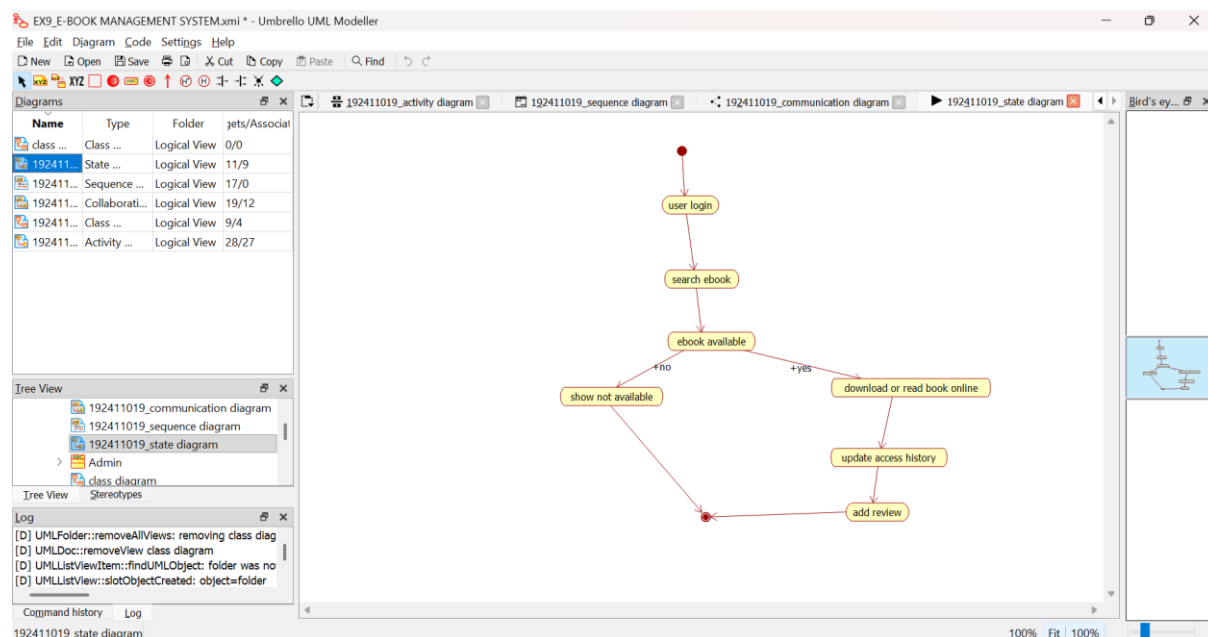 EX9_E-BOOK MANAGEMENT SYSTEM.xmi * - Umbrello UML Modeller
File Edit Diagram Code Settings Help
New Open Save Cut Copy Paste Find
XYZ XYZ
Diagrams
Name Type Folder gets/Associat
class ... Class ... Logical View 0/0
192411... State ... Logical View 11/9
192411... Sequence ... Logical View 17/0
192411... Collaborati... Logical View 19/12
192411... Class ... Logical View 9/4
192411... Activity ... Logical View 28/27
Tree View
192411019_communication diagram
192411019_sequence diagram
192411019_state diagram
Admin
class diagram
Tree View Stereotypes
Log
[D] UMLFolder::removeAllViews: removing class diag
[D] UMLDoc::removeView class diagram
[D] UMLListViewItem::findUMLObject: folder was no
[D] UMLListView::slotObjectCreated: object=folder
Command history Log
192411019_state diagram
192411019_activity diagram 192411019_sequence diagram 192411019_communication diagram 192411019_state diagram
user login
search ebook
ebook available
+no +yes
show not available
download or read book online
update access history
add review
Bird's ey...
100% Fit 100%